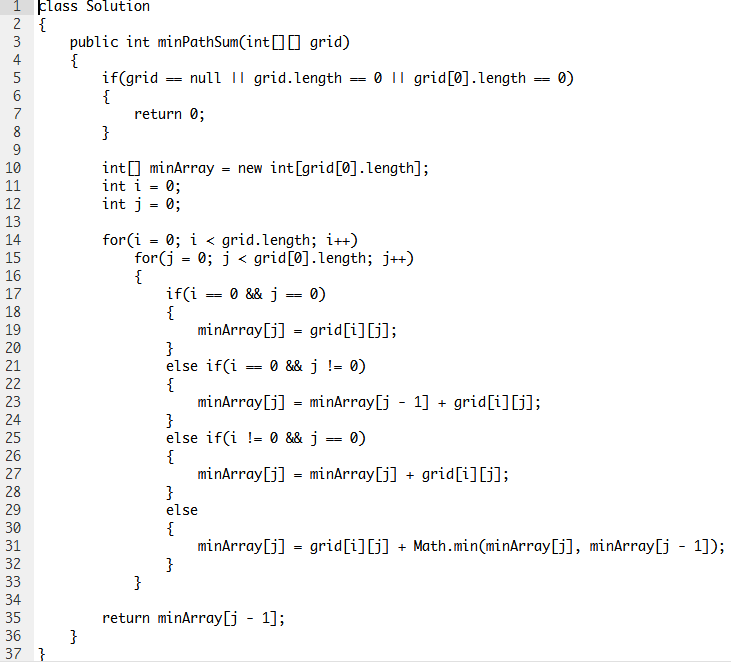 1 class Solution
2 {
3     public int minPathSum(int[][] grid)
4     {
5         if(grid == null || grid.length == 0 || grid[0].length == 0)
6         {
7             return 0;
8         }
9
10         int[] minArray = new int[grid[0].length];
11         int i = 0;
12         int j = 0;
13
14         for(i = 0; i < grid.length; i++)
15             for(j = 0; j < grid[0].length; j++)
16             {
17                 if(i == 0 && j == 0)
18                 {
19                     minArray[j] = grid[i][j];
20                 }
21                 else if(i == 0 && j != 0)
22                 {
23                     minArray[j] = minArray[j - 1] + grid[i][j];
24                 }
25                 else if(i != 0 && j == 0)
26                 {
27                     minArray[j] = minArray[j] + grid[i][j];
28                 }
29                 else
30                 {
31                     minArray[j] = grid[i][j] + Math.min(minArray[j], minArray[j - 1]);
32                 }
33             }
34
35         return minArray[j - 1];
36     }
37 }